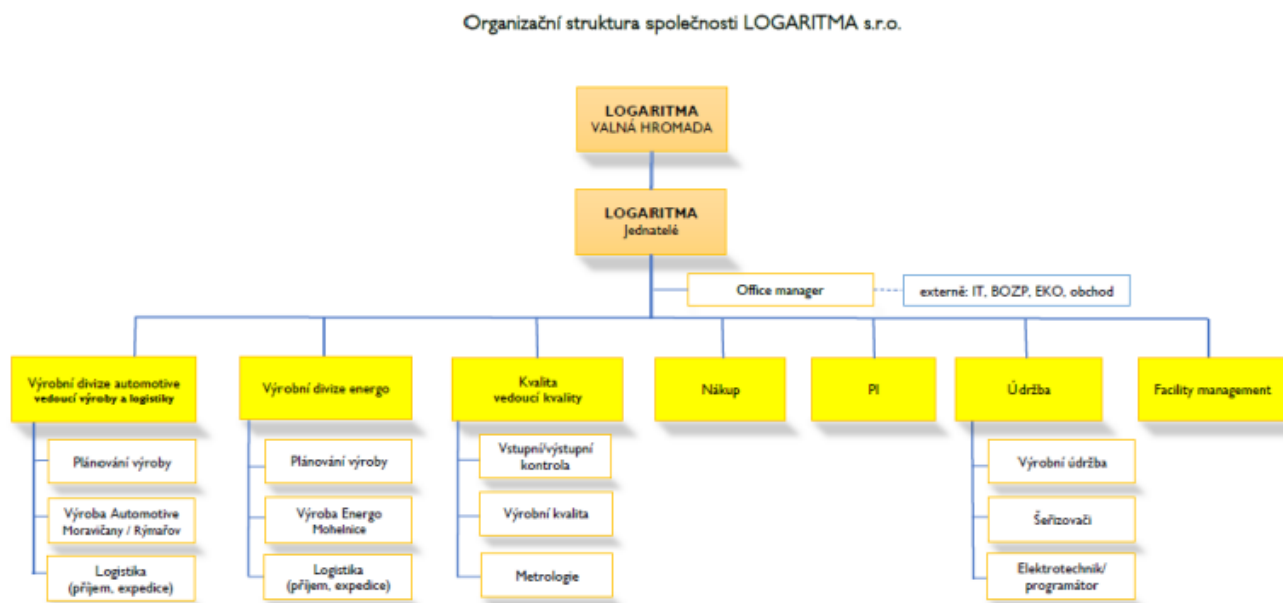 Organizační struktura společnosti LOGARITMA s.r.o.
LOGARITMA
VALNÁ HROMADA
LOGARITMA
Jednatelé
Office manager
externě: IT, BOZP, EKO, obchod
Výrobní divize automotive
vedoucí výroby a logistiky
Výrobní divize energo
Kvalita
vedoucí kvality
Nákup
PI
Údržba
Facility management
Plánování výroby
Výroba Automotive
Moravičany / Rýmařov
Logistika
(příjem, expedice)
Plánování výroby
Výroba Energo
Mohelnice
Logistika
(příjem, expedice)
Vstupní/výstupní
kontrola
Výrobní kvalita
Metrologie
Výrobní údržba
Šeřizovači
Elektrotechnik/
programátor